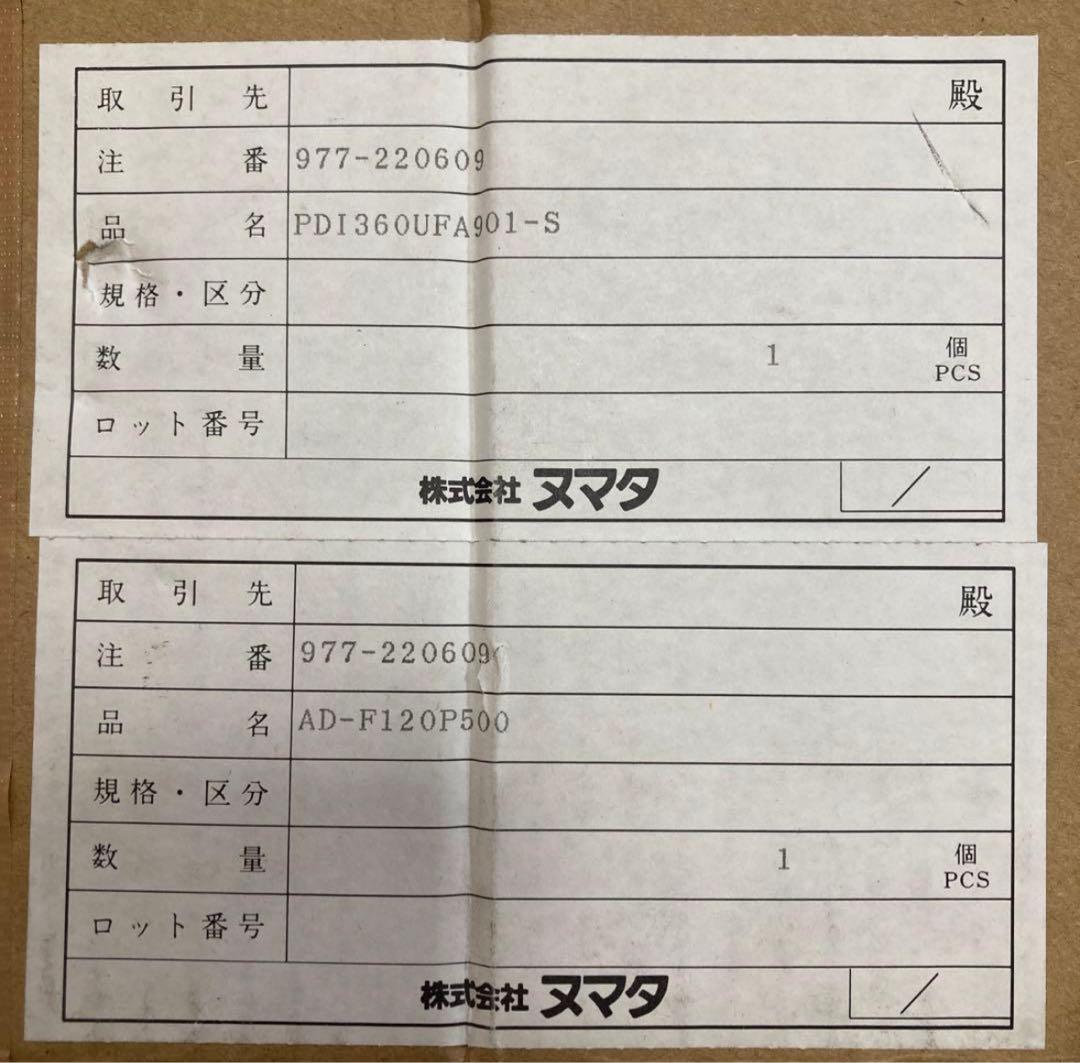 取引先 殿
注番 977-220609
品名 PDI360UFA901-S
規格・区分
数量 1 個
PCS
ロット番号
株式会社 ヌマタ /
取引先 殿
注番 977-220609
品名 AD-F120P500
規格・区分
数量 1 個
PCS
ロット番号
株式会社 ヌマタ /